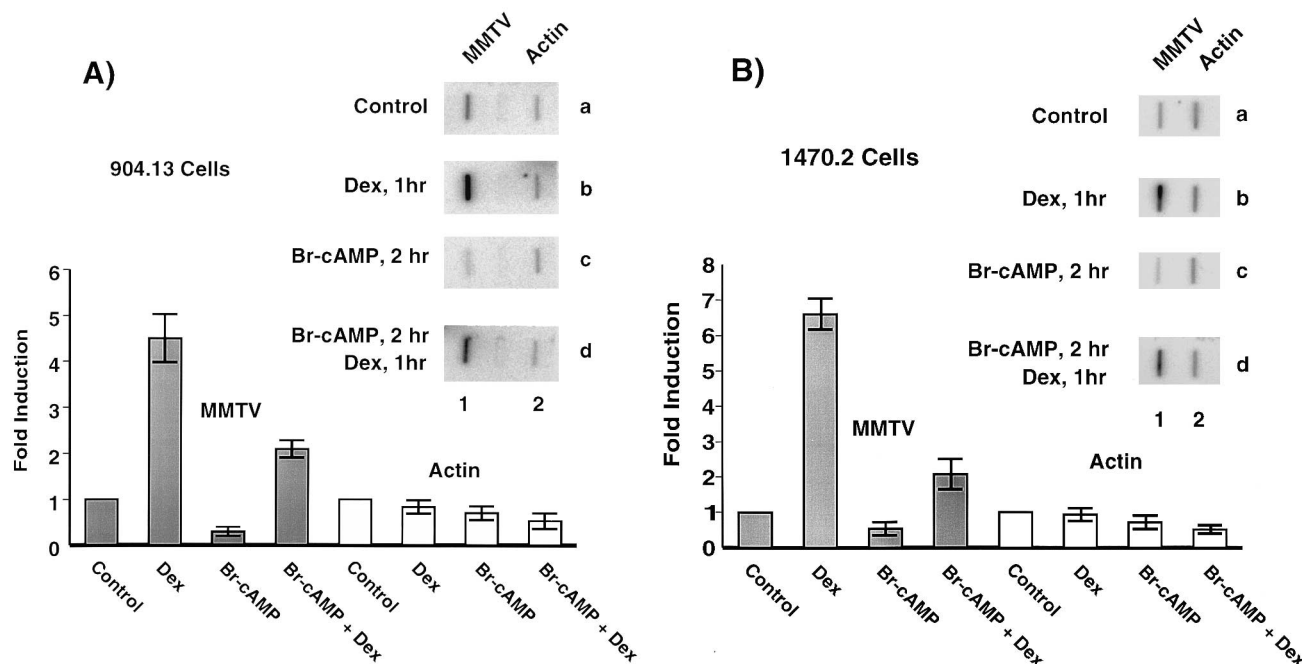 A)
MMTV
Actin
Control
a
904.13 Cells
Dex, 1hr
b
Br-cAMP, 2 hr
c
Br-cAMP, 2 hr
Dex, 1hr
d
1
2
Fold Induction
6
5
4
3
2
1
0
MMTV
Actin
Control
Dex
Br-cAMP
Br-cAMP + Dex
Control
Dex
Br-cAMP
Br-cAMP + Dex
B)
MMTV
Actin
Control
a
1470.2 Cells
Dex, 1hr
b
Br-cAMP, 2 hr
c
Br-cAMP, 2 hr
Dex, 1hr
d
1
2
Fold Induction
8
7
6
5
4
3
2
1
0
MMTV
Actin
Control
Dex
Br-cAMP
Br-cAMP + Dex
Control
Dex
Br-cAMP
Br-cAMP + Dex